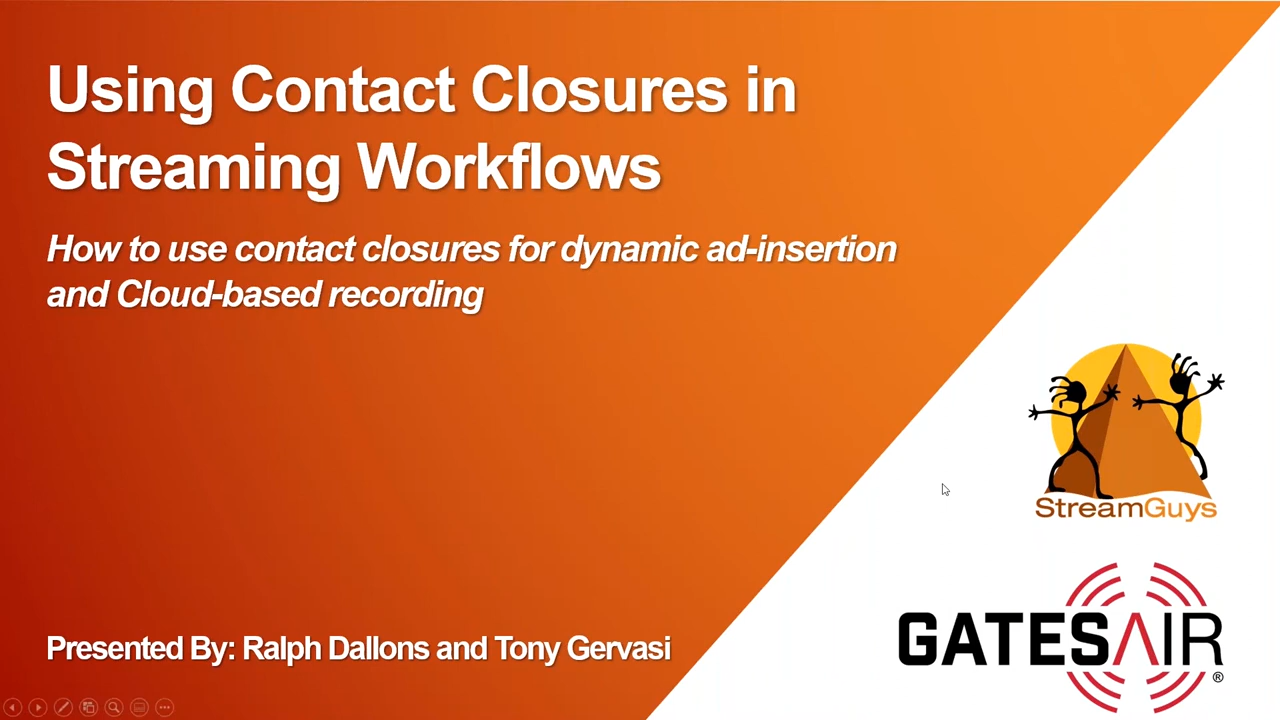 Using Contact Closures in
Streaming Workflows
How to use contact closures for dynamic ad-insertion
and Cloud-based recording
StreamGuys
GATESAIR®
Presented By: Ralph Dallons and Tony Gervasi